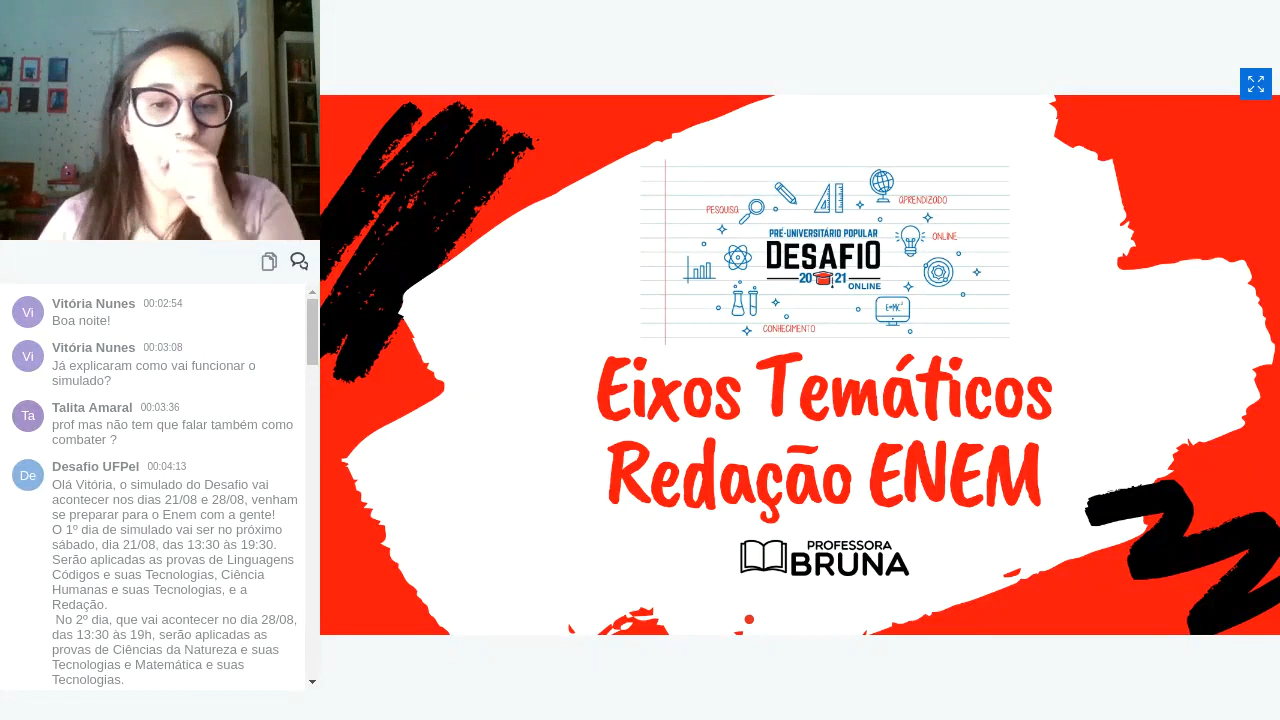 Vi
Vitória Nunes 00:02:54
Boa noite!
Vi
Vitória Nunes 00:03:08
Já explicaram como vai funcionar o
simulado?
Ta
Talita Amaral 00:03:36
prof mas não tem que falar também como
combater ?
De
Desafio UFPel 00:04:13
Olá Vitória, o simulado do Desafio vai
acontecer nos dias 21/08 e 28/08, venham
se preparar para o Enem com a gente!
O 1º dia de simulado vai ser no próximo
sábado, dia 21/08, das 13:30 às 19:30.
Serão aplicadas as provas de Linguagens
Códigos e suas Tecnologias, Ciência
Humanas e suas Tecnologias, e a
Redação.
No 2º dia, que vai acontecer no dia 28/08,
das 13:30 às 19h, serão aplicadas as
provas de Ciências da Natureza e suas
Tecnologias e Matemática e suas
Tecnologias.
PESQUISA
APRENDIZADO
ONLINE
PRÉ-UNIVERSITÁRIO POPULAR
DESAFIO
2021
ONLINE
E=MC²
CONHECIMENTO
Eixos Temáticos
Redação ENEM
PROFESSORA
BRUNA